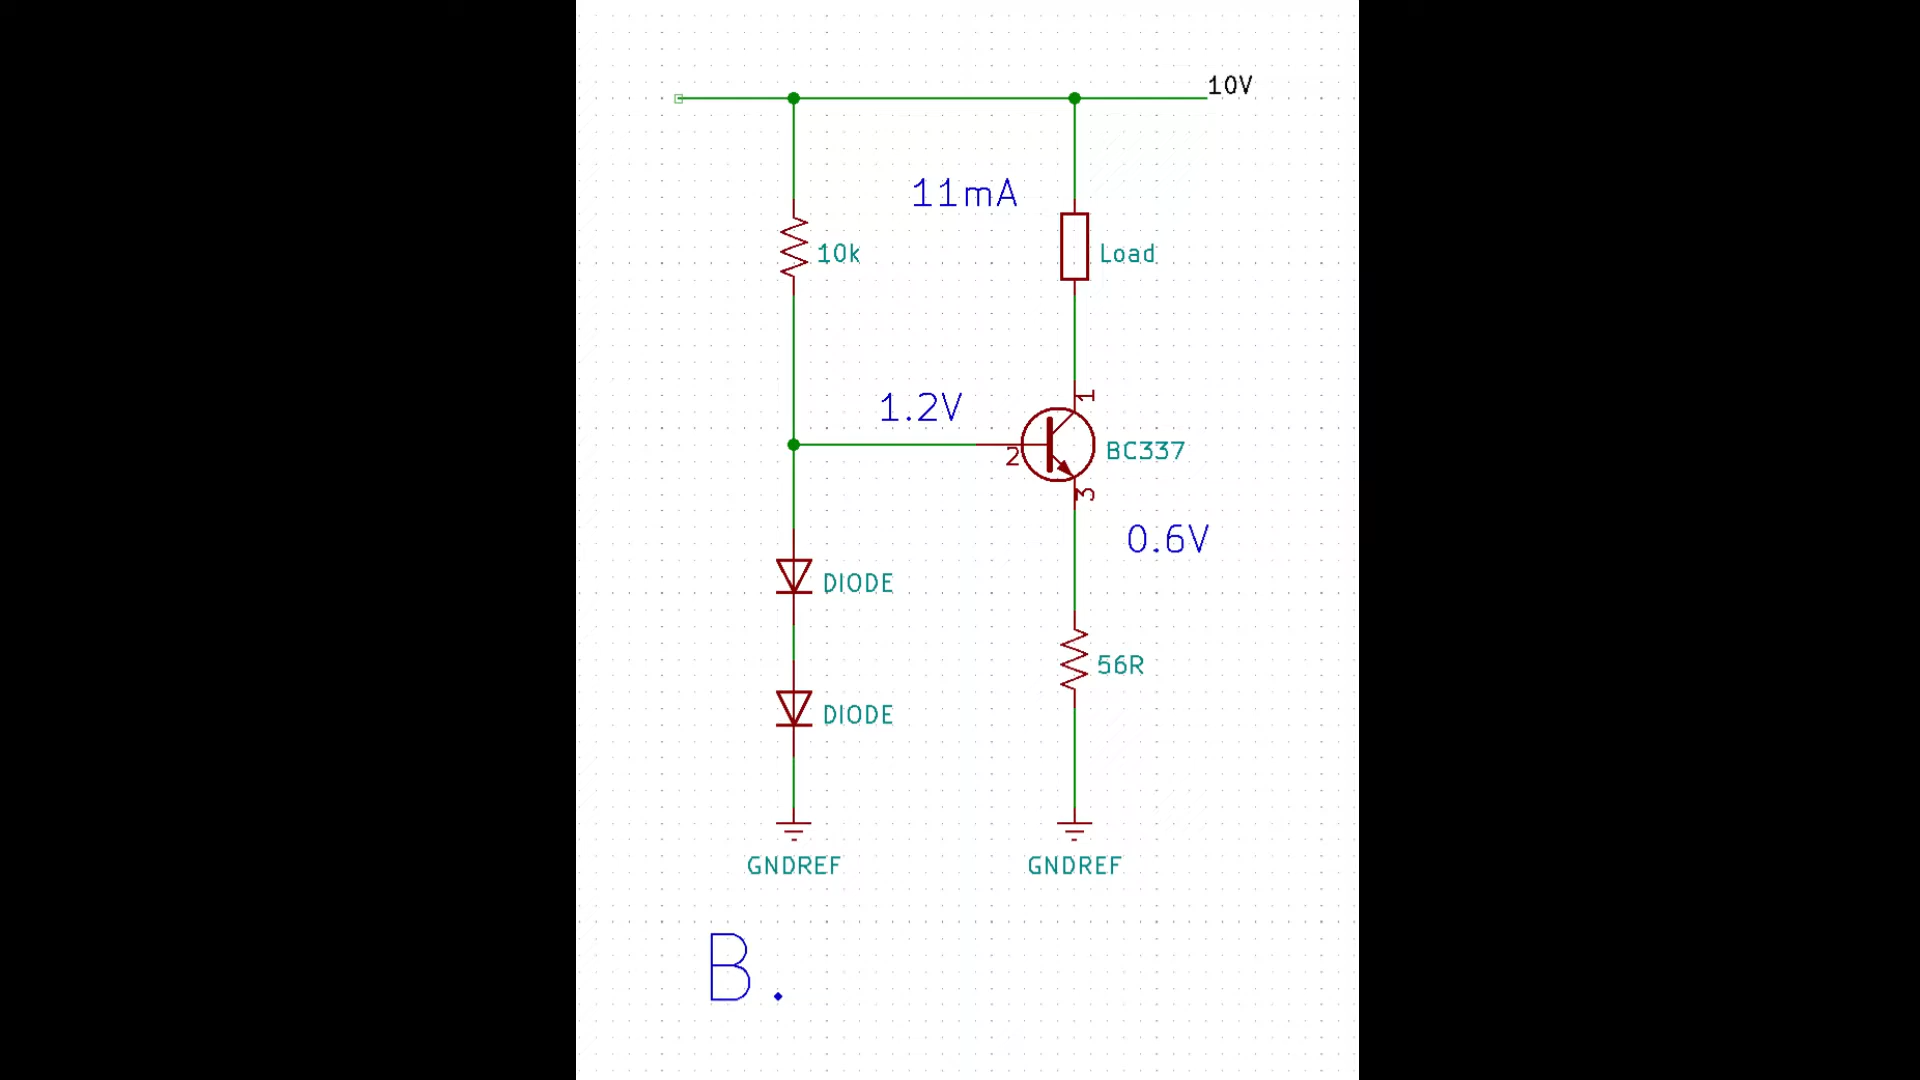 10V
11mA
10k
Load
1.2V
1
2
BC337
3
0.6V
DIODE
56R
DIODE
GNDREF
GNDREF
B.